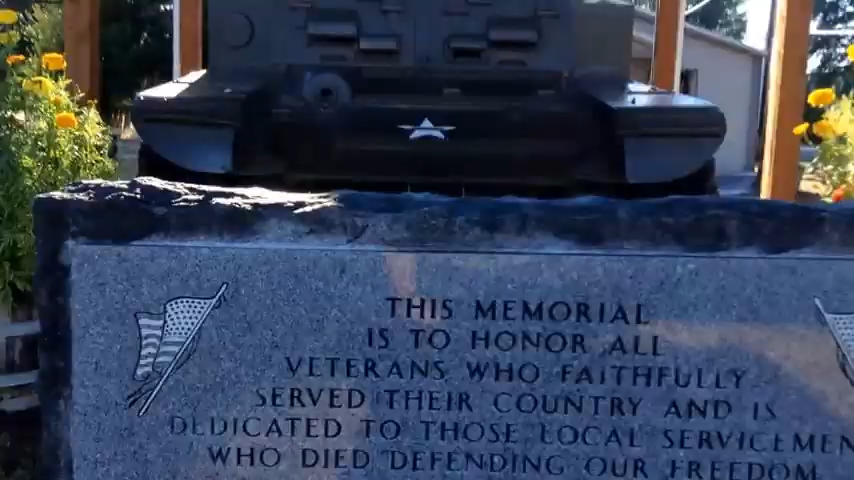 THIS MEMORIAL
IS TO HONOR ALL
VETERANS WHO FAITHFULLY
SERVED THEIR COUNTRY AND IS
DEDICATED TO THOSE LOCAL SERVICEMEN
WHO DIED DEFENDING OUR FREEDOM